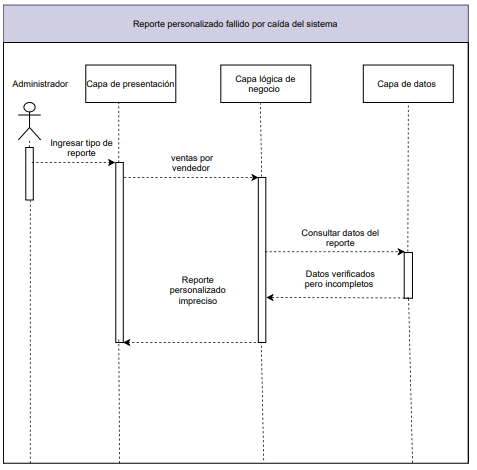 Reporte personalizado fallido por caída del sistema
Administrador
Capa de presentación
Capa lógica de
negocio
Capa de datos
Ingresar tipo de
reporte
ventas por
vendedor
Consultar datos del
reporte
Datos verificados
pero incompletos
Reporte
personalizado
impreciso